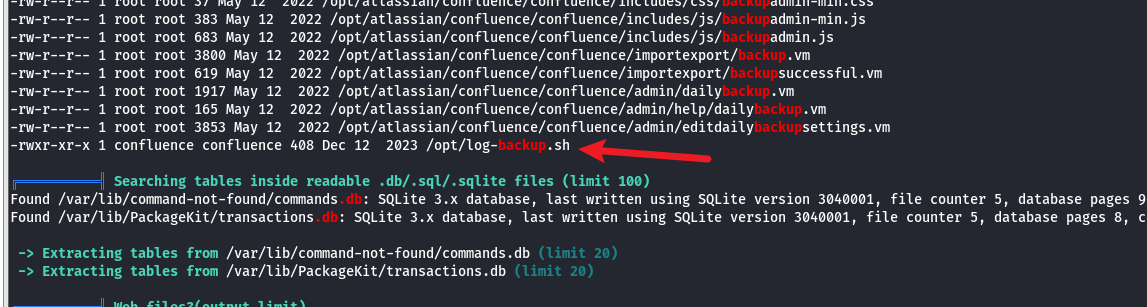 -rw-r--r-- 1 root root 37 May 12  2022 /opt/atlassian/confluence/confluence/includes/css/backupadmin-min.css
-rw-r--r-- 1 root root 383 May 12  2022 /opt/atlassian/confluence/confluence/includes/js/backupadmin-min.js
-rw-r--r-- 1 root root 683 May 12  2022 /opt/atlassian/confluence/confluence/includes/js/backupadmin.js
-rw-r--r-- 1 root root 3800 May 12  2022 /opt/atlassian/confluence/confluence/importexport/backup.vm
-rw-r--r-- 1 root root 619 May 12  2022 /opt/atlassian/confluence/confluence/importexport/backupsuccessful.vm
-rw-r--r-- 1 root root 1917 May 12  2022 /opt/atlassian/confluence/confluence/admin/dailybackup.vm
-rw-r--r-- 1 root root 165 May 12  2022 /opt/atlassian/confluence/confluence/admin/help/dailybackup.vm
-rw-r--r-- 1 root root 3853 May 12  2022 /opt/atlassian/confluence/confluence/admin/editdailybackupsettings.vm
-rwxr-xr-x 1 confluence confluence 408 Dec 12  2023 /opt/log-backup.sh
╔══════════╣ Searching tables inside readable .db/.sql/.sqlite files (limit 100)
Found /var/lib/command-not-found/commands.db: SQLite 3.x database, last written using SQLite version 3040001, file counter 5, database pages 9
Found /var/lib/PackageKit/transactions.db: SQLite 3.x database, last written using SQLite version 3040001, file counter 5, database pages 8, c
-> Extracting tables from /var/lib/command-not-found/commands.db (limit 20)
-> Extracting tables from /var/lib/PackageKit/transactions.db (limit 20)
╔══════════╣ Web files?(output limit)